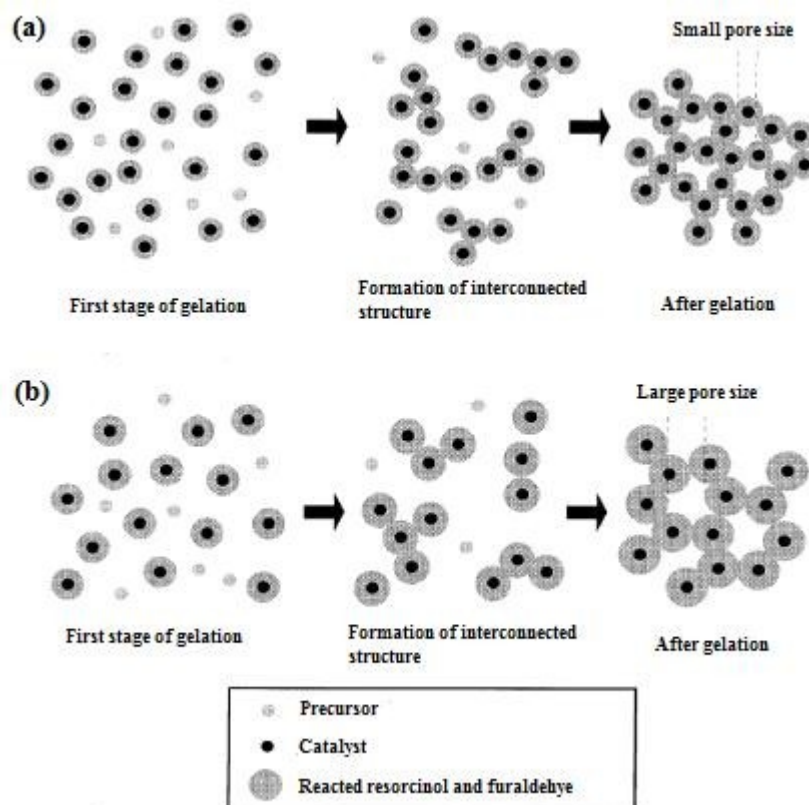 (a)
Small pore size
First stage of gelation
Formation of interconnected
structure
After gelation
(b)
Large pore size
First stage of gelation
Formation of interconnected
structure
After gelation
Precursor
Catalyst
Reacted resorcinol and furaldehye